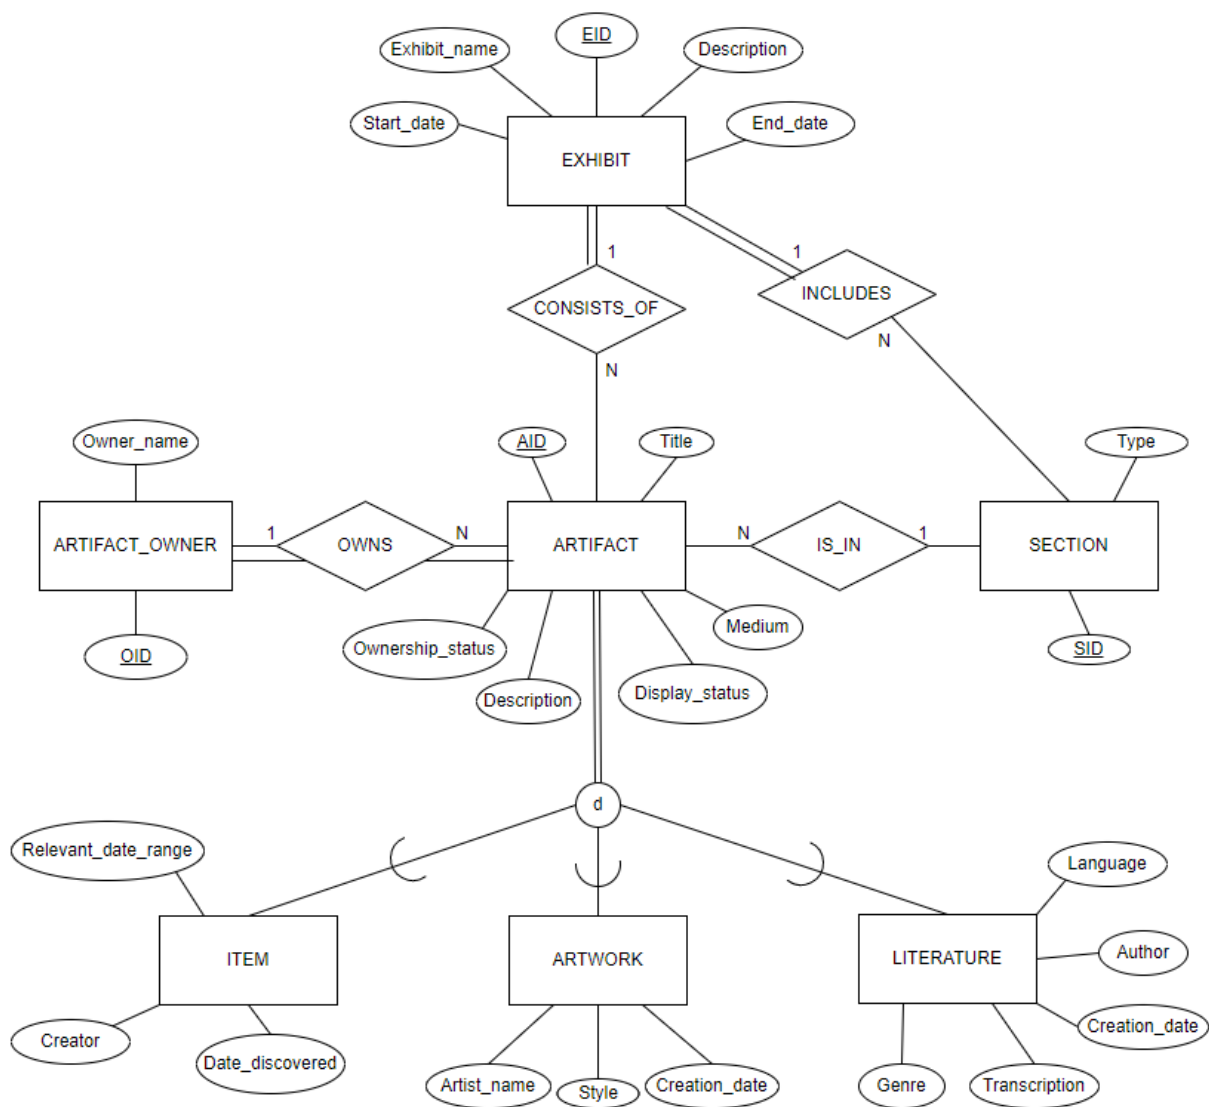 EID
Exhibit_name
Description
Start_date
End_date
EXHIBIT
1
1
INCLUDES
CONSISTS_OF
N
N
Owner_name
AID
Title
Type
ARTIFACT_OWNER
1
OWNS
N
ARTIFACT
N
IS_IN
1
SECTION
Medium
Ownership_status
OID
SID
Description
Display_status
d
Relevant_date_range
Language
ITEM
ARTWORK
LITERATURE
Author
Creator
Creation_date
Date_discovered
Artist_name
Style
Creation_date
Genre
Transcription